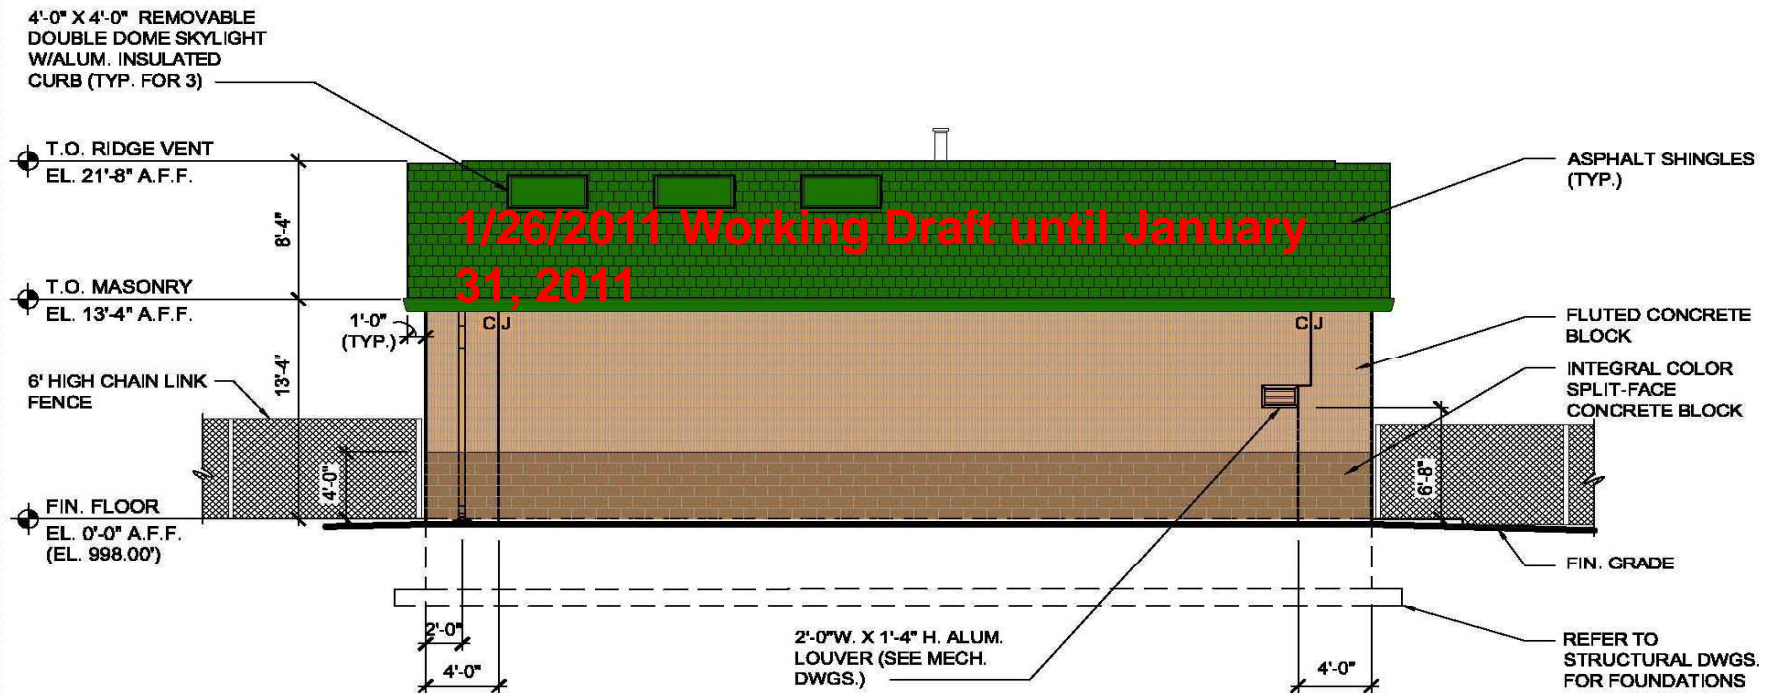 4'-0" X 4'-0" REMOVABLE
DOUBLE DOME SKYLIGHT
W/ALUM. INSULATED
CURB (TYP. FOR 3)
T.O. RIDGE VENT
EL. 21'-8" A.F.F.
8'-4"
ASPHALT SHINGLES
(TYP.)
1/26/2011 Working Draft until January
31, 2011
T.O. MASONRY
EL. 13'-4" A.F.F.
1'-0"
(TYP.)
CJ
CJ
FLUTED CONCRETE
BLOCK
13'-4'
6' HIGH CHAIN LINK
FENCE
INTEGRAL COLOR
SPLIT-FACE
CONCRETE BLOCK
4'-0"
6'-8"
FIN. FLOOR
EL. 0'-0" A.F.F.
(EL. 998.00')
FIN. GRADE
2'-0"
4'-0"
2'-0"W. X 1'-4" H. ALUM.
LOUVER (SEE MECH.
DWGS.)
4'-0"
REFER TO
STRUCTURAL DWGS.
FOR FOUNDATIONS